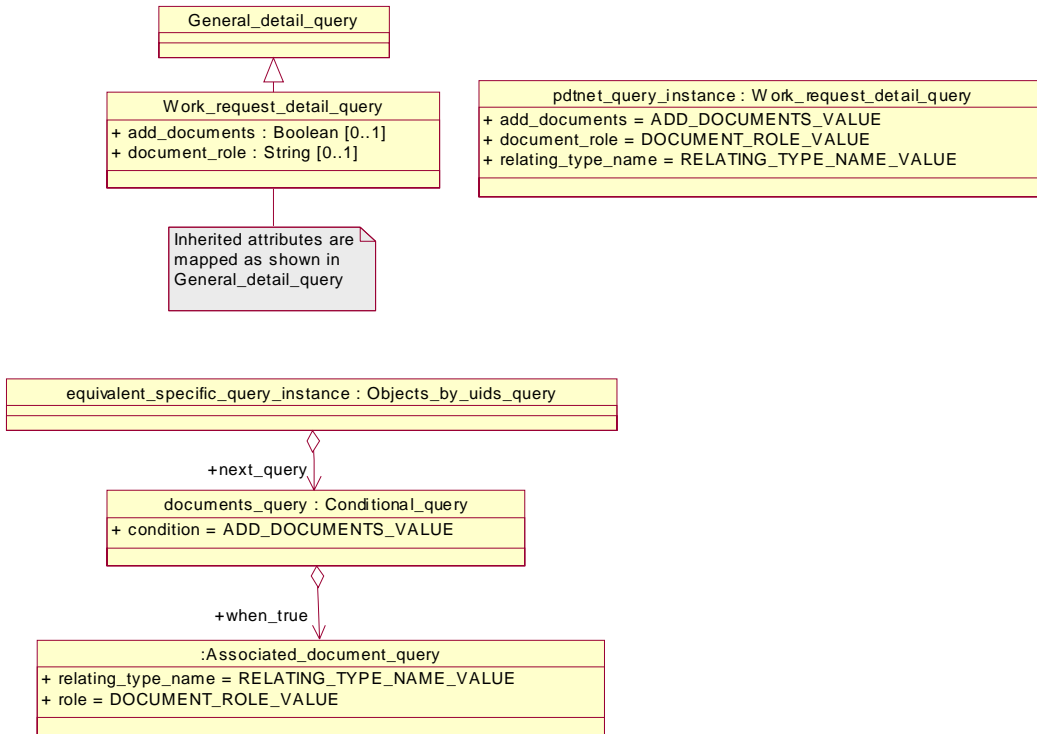 General_detail_query
Work_request_detail_query
+ add_documents : Boolean [0..1]
+ document_role : String [0..1]
Inherited attributes are
mapped as shown in
General_detail_query
pdtnet_query_instance : Work_request_detail_query
+ add_documents = ADD_DOCUMENTS_VALUE
+ document_role = DOCUMENT_ROLE_VALUE
+ relating_type_name = RELATING_TYPE_NAME_VALUE
equivalent_specific_query_instance : Objects_by_uids_query
+next_query
documents_query : Conditional_query
+ condition = ADD_DOCUMENTS_VALUE
+when_true
:Associated_document_query
+ relating_type_name = RELATING_TYPE_NAME_VALUE
+ role = DOCUMENT_ROLE_VALUE